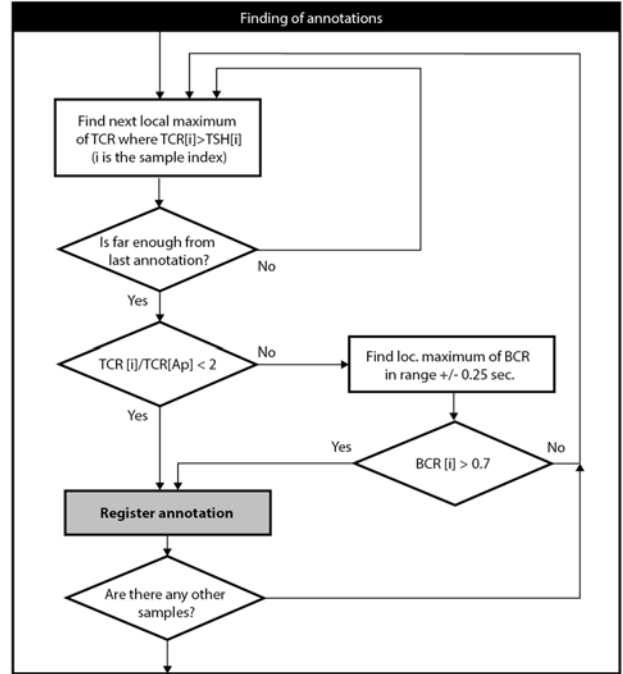 Finding of annotations
Find next local maximum
of TCR where TCR[i]>TSH[i]
(i is the sample index)
Is far enough from
last annotation?
No
Yes
TCR [i]/TCR[Ap] < 2
No
Find loc. maximum of BCR
in range +/- 0.25 sec.
Yes
Yes
BCR [i] > 0.7
No
Register annotation
Are there any other
samples?